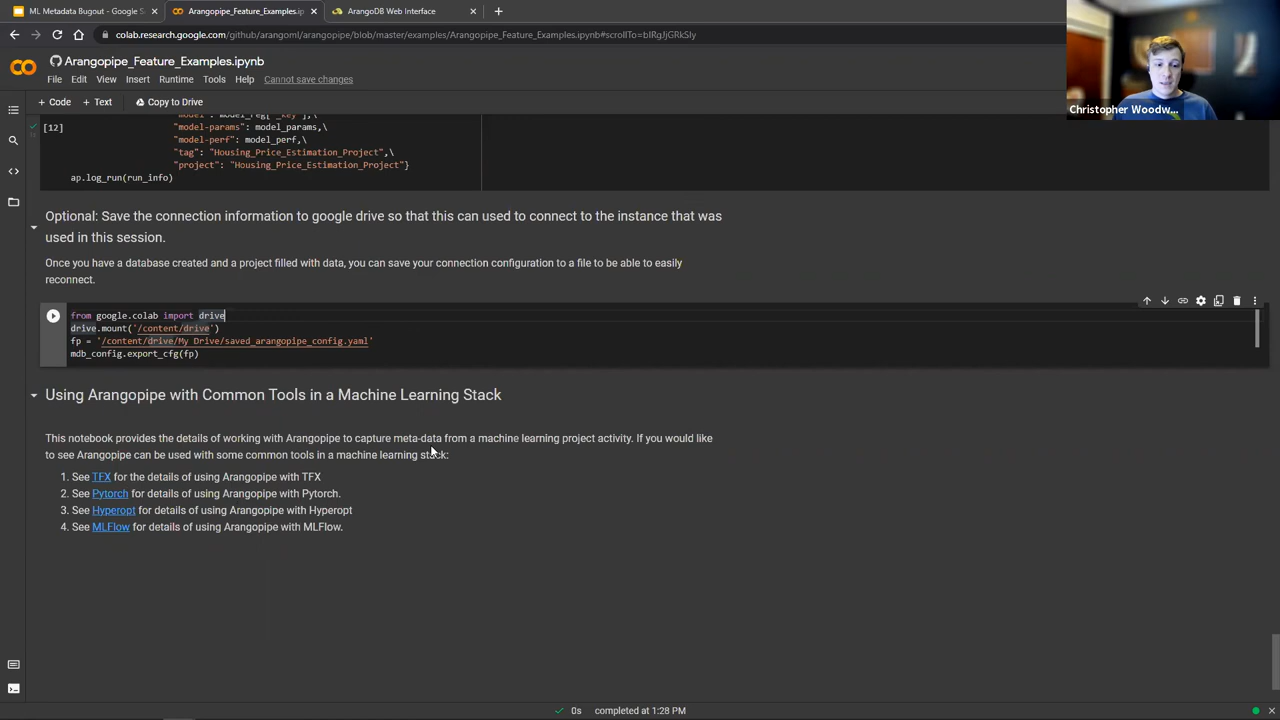 ML Metadata Bugout - Google S
Arangopipe_Feature_Examples.ip
ArangoDB Web Interface
colab.research.google.com/github/arangoml/arangopipe/blob/master/examples/Arangopipe_Feature_Examples.ipynb#scrollTo=bIRgJjGRkSIy
Arangopipe_Feature_Examples.ipynb
File Edit View Insert Runtime Tools Help Cannot save changes
+ Code + Text Copy to Drive
Christopher Woodw...
"model": model_reg["_key"],\
[12]
"model-params": model_params,\
"model-perf": model_perf,\
"tag": "Housing_Price_Estimation_Project",\
"project": "Housing_Price_Estimation_Project"}
ap.log_run(run_info)
Optional: Save the connection information to google drive so that this can used to connect to the instance that was
used in this session.
Once you have a database created and a project filled with data, you can save your connection configuration to a file to be able to easily
reconnect.
from google.colab import drive
drive.mount('/content/drive')
fp = '/content/drive/My Drive/saved_arangopipe_config.yaml'
mdb_config.export_cfg(fp)
Using Arangopipe with Common Tools in a Machine Learning Stack
This notebook provides the details of working with Arangopipe to capture meta-data from a machine learning project activity. If you would like
to see Arangopipe can be used with some common tools in a machine learning stack:
1. See TFX for the details of using Arangopipe with TFX
2. See Pytorch for details of using Arangopipe with Pytorch.
3. See Hyperopt for details of using Arangopipe with Hyperopt
4. See MLFlow for details of using Arangopipe with MLFlow.
0s completed at 1:28 PM